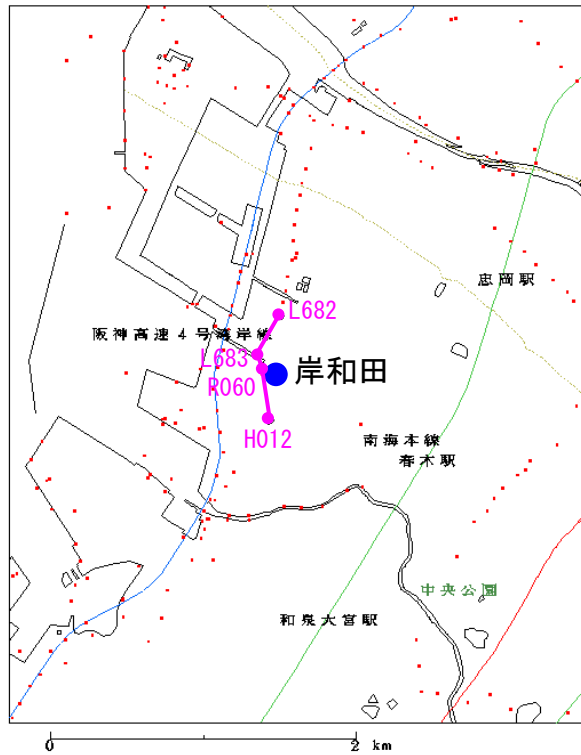 忠岡駅
L682
阪神高速4号湾岸線
L683
岸和田
R060
H012
南海本線
春木駅
中央公園
和泉大宮駅
0 2 km